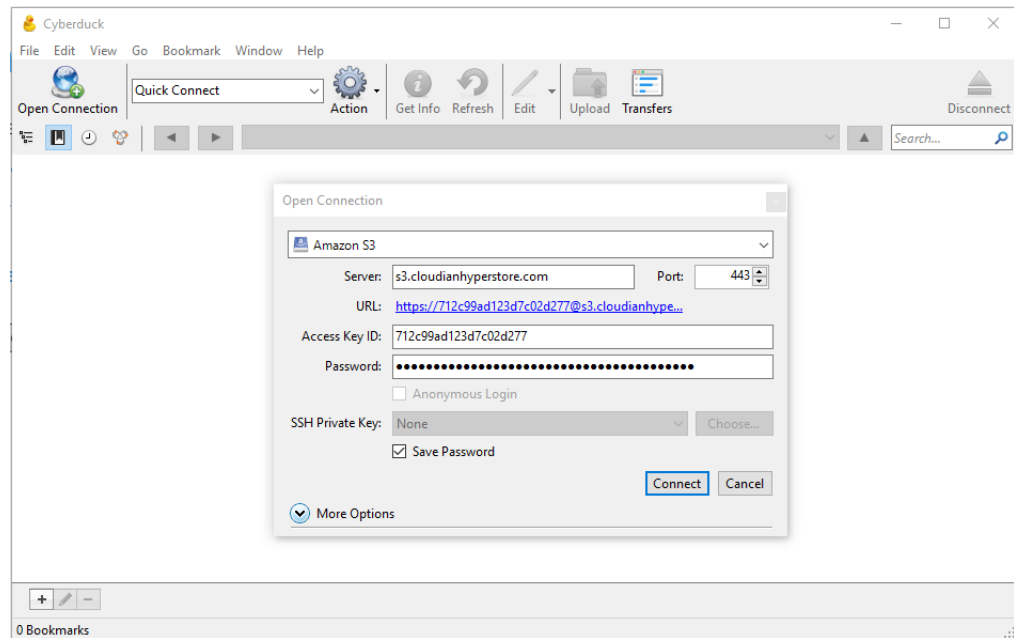 Cyberduck
File Edit View Go Bookmark Window Help
Quick Connect
Open Connection Action Get Info Refresh Edit Upload Transfers Disconnect
Search...
Open Connection
Amazon S3
Server: s3.cloudianhyperstore.com Port: 443
URL: https://712c99ad123d7c02d277@s3.cloudianhype...
Access Key ID: 712c99ad123d7c02d277
Password: ••••••••••••••••••••••••••••••••••••••••
Anonymous Login
SSH Private Key: None Choose...
Save Password
Connect Cancel
More Options
0 Bookmarks